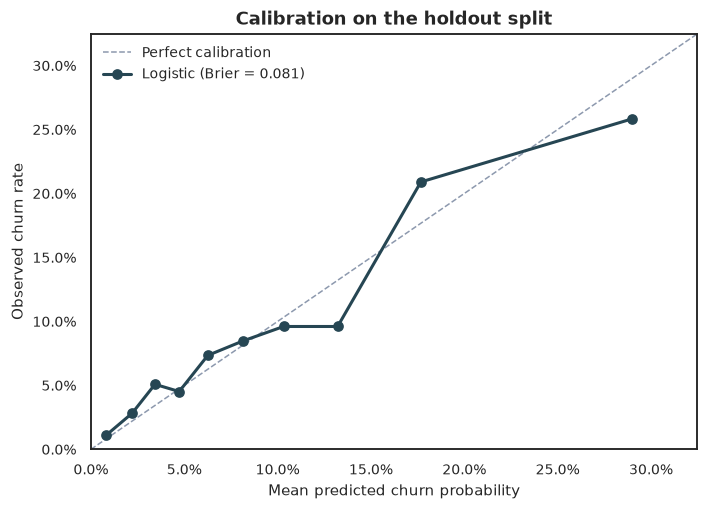 Calibration on the holdout split
Perfect calibration
Logistic (Brier = 0.081)
30.0%
25.0%
20.0%
15.0%
10.0%
5.0%
0.0%
Observed churn rate
0.0% 5.0% 10.0% 15.0% 20.0% 25.0% 30.0%
Mean predicted churn probability